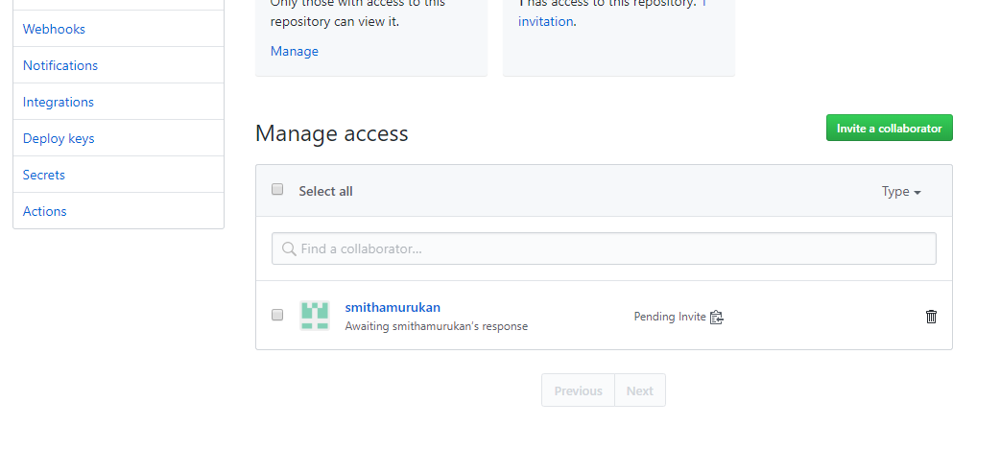 Webhooks
Notifications
Integrations
Deploy keys
Secrets
Actions
Only those with access to this
repository can view it.
Manage
has access to this repository. 1
invitation.
Manage access
Invite a collaborator
Select all
Type
Find a collaborator...
smithamurukan
Awaiting smithamurukan's response
Pending Invite
Previous
Next